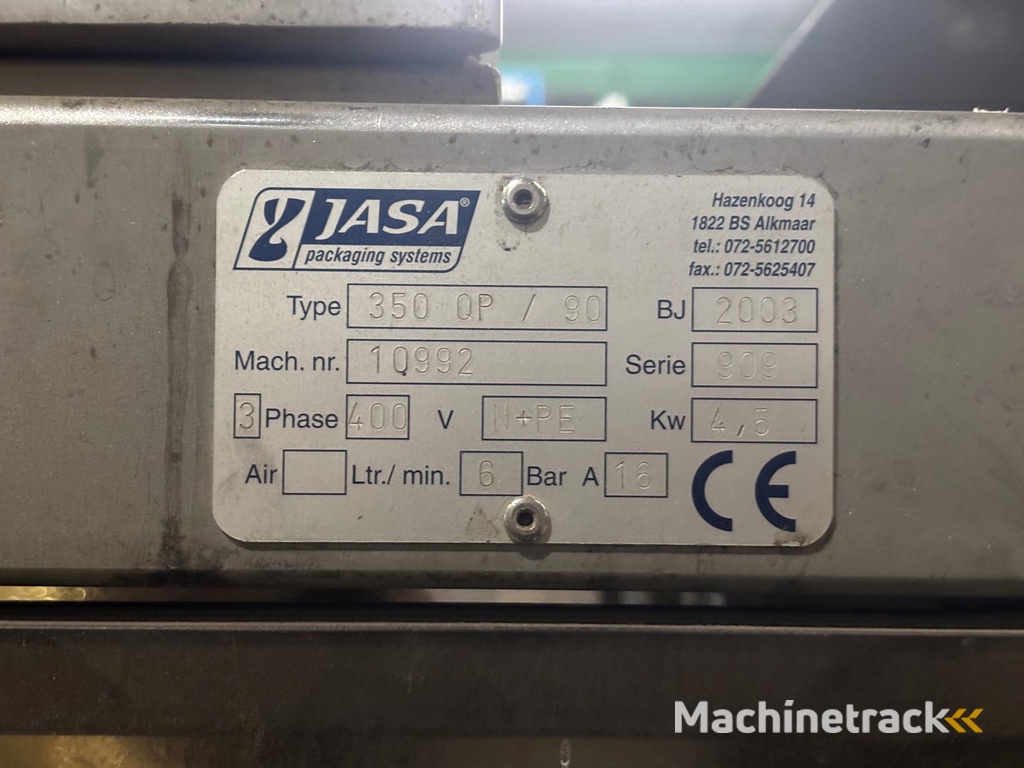 JASA®
packaging systems
Hazenkoog 14
1822 BS Alkmaar
tel.: 072-5612700
fax.: 072-5625407
Type 350 QP / 90 BJ 2003
Mach. nr. 10992 Serie 909
3 Phase 400 V N+PE Kw 4,5
Air Ltr./ min. 6 Bar A 16 CE
Machinetrack